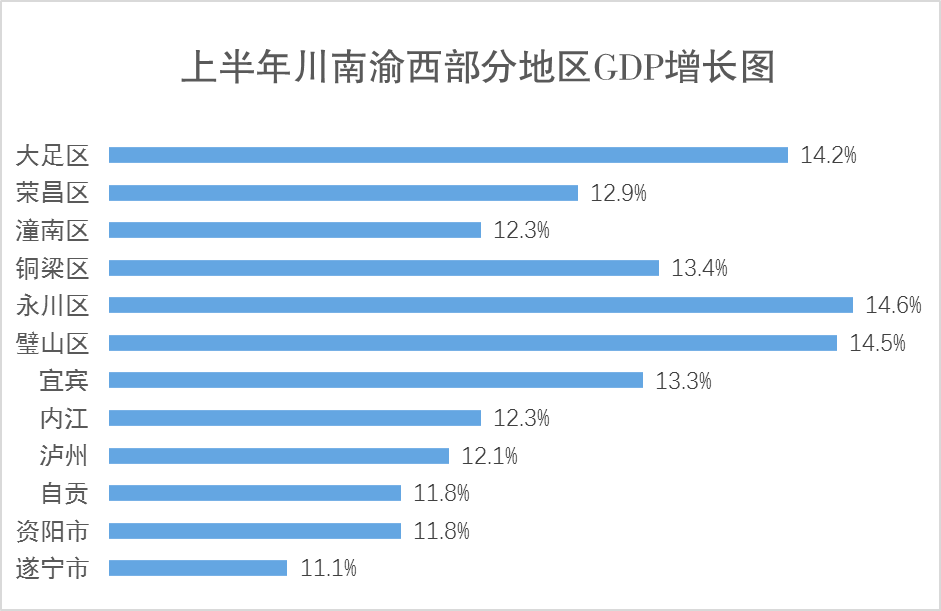 上半年川南渝西部分地区GDP增长图
大足区 14.2%
荣昌区 12.9%
潼南区 12.3%
铜梁区 13.4%
永川区 14.6%
璧山区 14.5%
宜宾 13.3%
内江 12.3%
泸州 12.1%
自贡 11.8%
资阳市 11.8%
遂宁市 11.1%